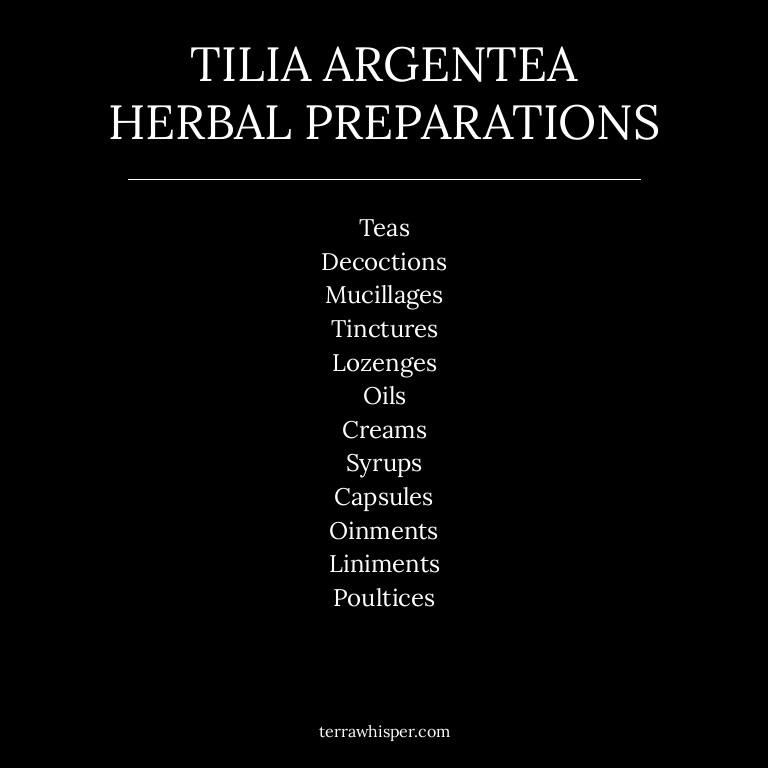 TILIA ARGENTEA
HERBAL PREPARATIONS
Teas
Decoctions
Mucillages
Tinctures
Lozenges
Oils
Creams
Syrups
Capsules
Oinments
Liniments
Poultices
terrawhisper.com